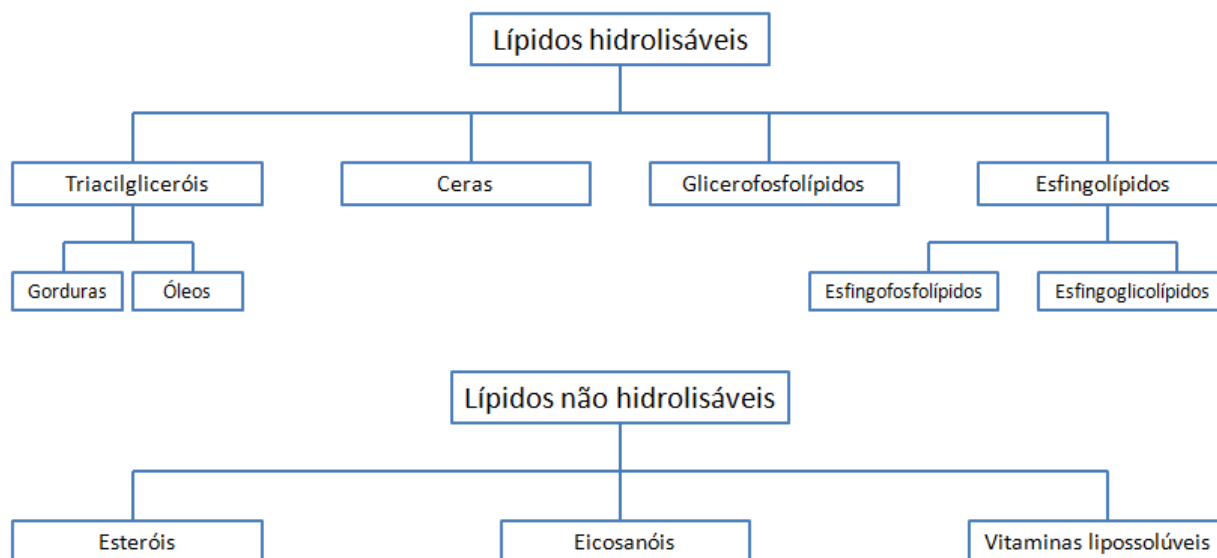 Lípidos hidrolisáveis
Triacilgliceróis
Ceras
Glicerofosfolípidos
Esfingolípidos
Gorduras
Óleos
Esfingofosfolípidos
Esfingoglicolípidos
Lípidos não hidrolisáveis
Esteróis
Eicosanóis
Vitaminas lipossolúveis